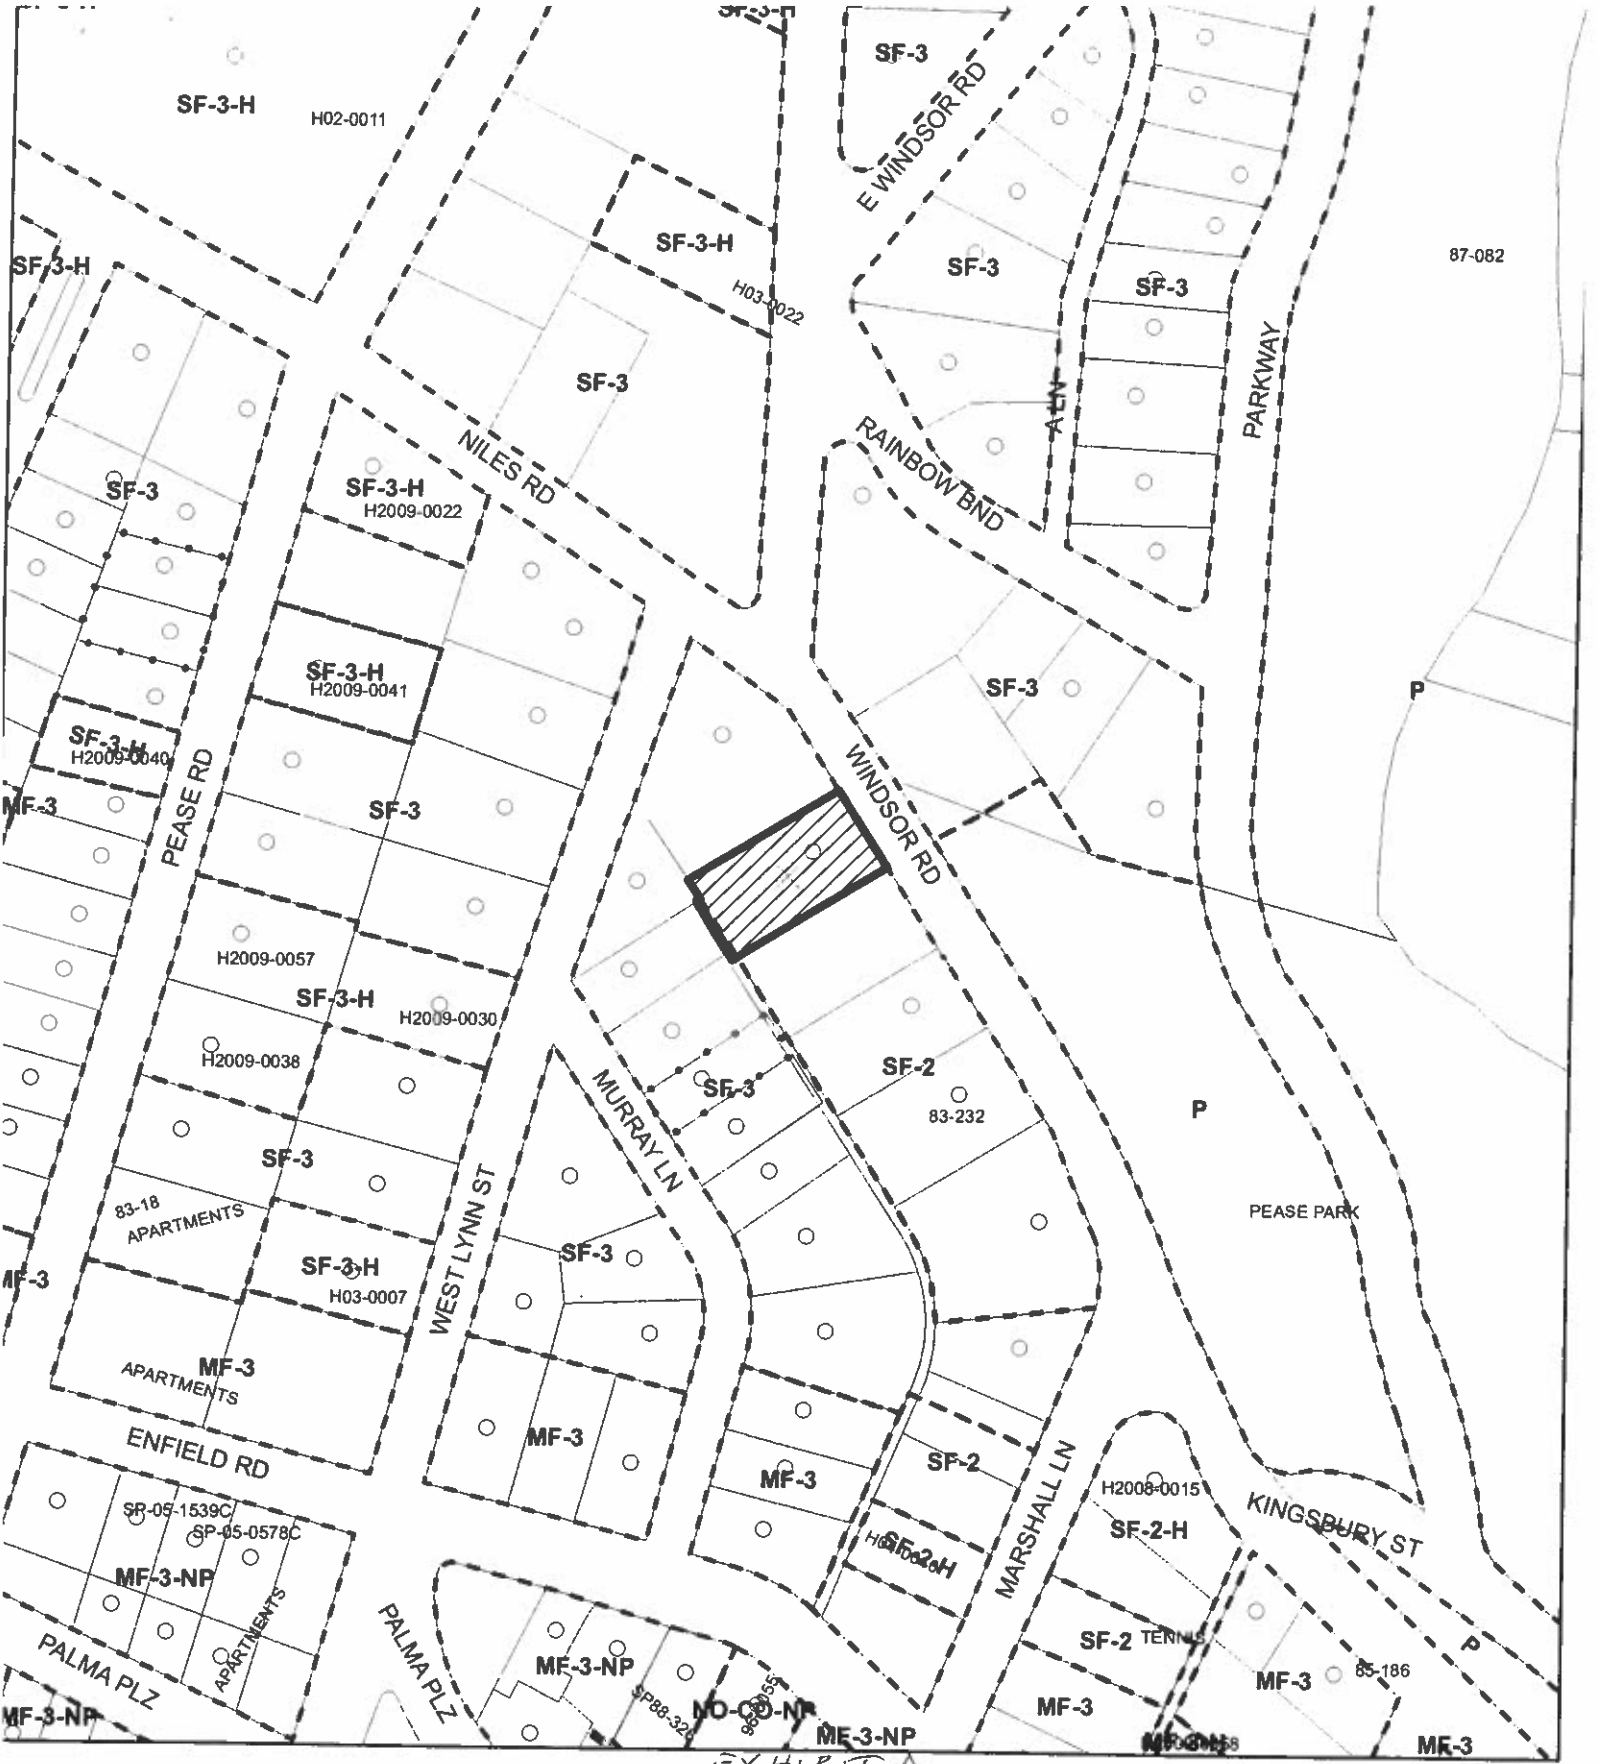 SF-3-H
SF-3
SF-3-H
H02-0011
E WINDSOR RD
SF-3-H
SF-3-H
H03-0022
SF-3
87-082
SF-3
SF-3
PARKWAY
A LN
RAINBOW BND
NILES RD
SF-3-H
H2009-0022
SF-3
SF-3-H
H2009-0041
SF-3
P
SF-3-H
H2009-0040
PEASE RD
MF-3
SF-3
WINDSOR RD
H2009-0057
SF-3-H
H2009-0030
H2009-0038
SF-2
SF-3
83-232
P
MURRAY LN
SF-3
83-18
APARTMENTS
WEST LYNN ST
PEASE PARK
SF-3
SF-3-H
H03-0007
MF-3
MF-3
APARTMENTS
ENFIELD RD
MF-3
MF-3
SF-2
MARSHALL LN
H2008-0015
SF-2-H
KINGSBURY ST
SP-05-1539C
SP-05-0578C
MF-3-NP
APARTMENTS
SF-2-H
PALMA PLZ
PALMA PLZ
MF-3-NP
SF-2
TENNIS
P
MF-3
85-186
MF-3
MF-3-NP
SP88-32
NO-CO-NP
MF-3-NP
MF-3
EXHIBIT A